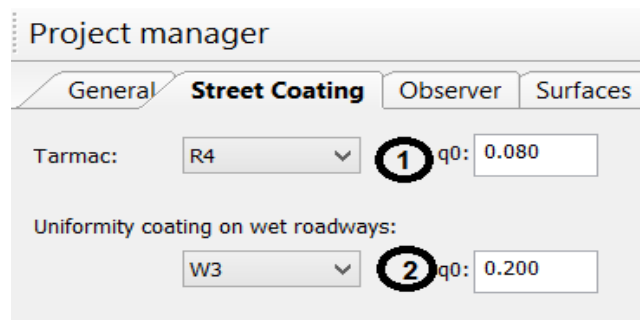 Project manager
General Street Coating Observer Surfaces
Tarmac: R4 1 q0: 0.080
Uniformity coating on wet roadways:
W3 2 q0: 0.200